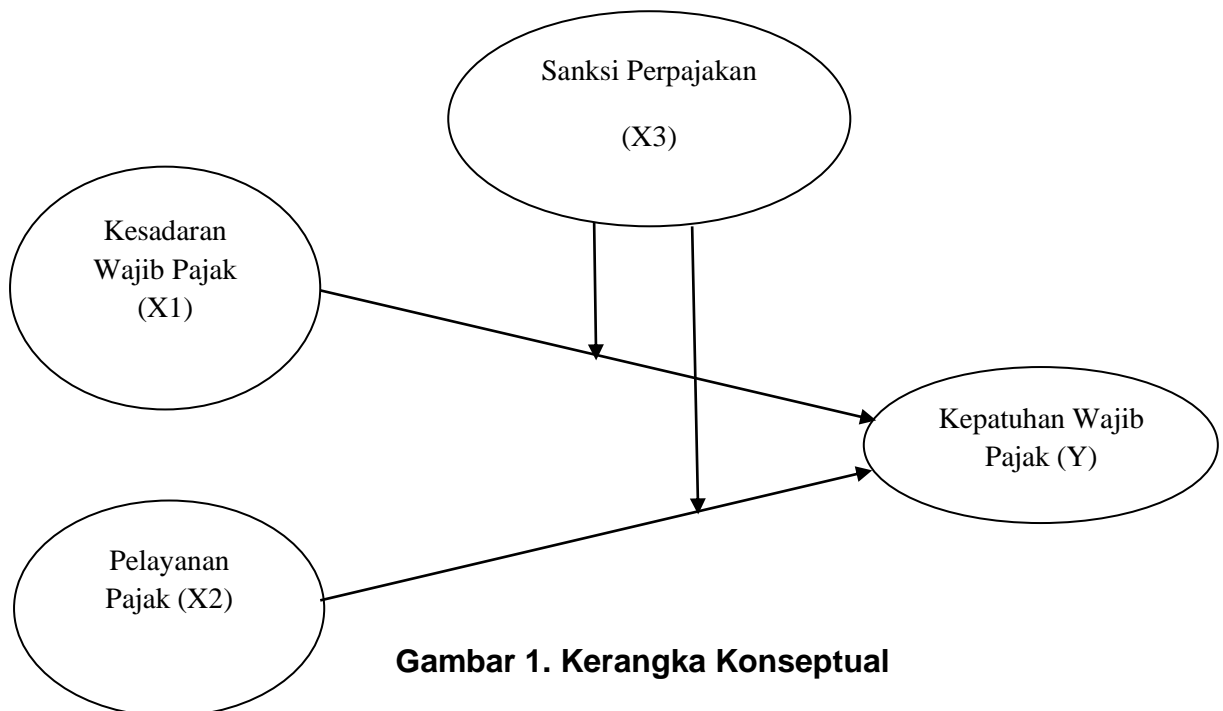 Sanksi Perpajakan
(X3)
Kesadaran
Wajib Pajak
(X1)
Kepatuhan Wajib
Pajak (Y)
Pelayanan
Pajak (X2)
Gambar 1. Kerangka Konseptual